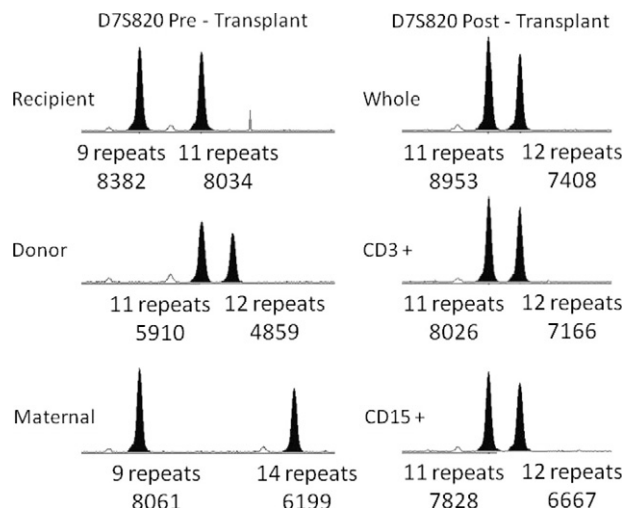 D7S820 Pre - Transplant
Recipient
9 repeats 11 repeats
8382 8034
Donor
11 repeats 12 repeats
5910 4859
Maternal
9 repeats 14 repeats
8061 6199
D7S820 Post - Transplant
Whole
11 repeats 12 repeats
8953 7408
CD3 +
11 repeats 12 repeats
8026 7166
CD15 +
11 repeats 12 repeats
7828 6667